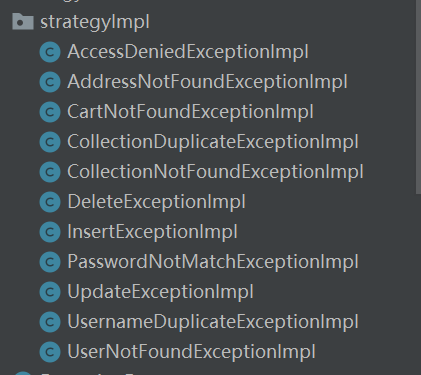 strategyImpl
C AccessDeniedExceptionImpl
C AddressNotFoundExceptionImpl
C CartNotFoundExceptionImpl
C CollectionDuplicateExceptionImpl
C CollectionNotFoundExceptionImpl
C DeleteExceptionImpl
C InsertExceptionImpl
C PasswordNotMatchExceptionImpl
C UpdateExceptionImpl
C UsernameDuplicateExceptionImpl
C UserNotFoundExceptionImpl